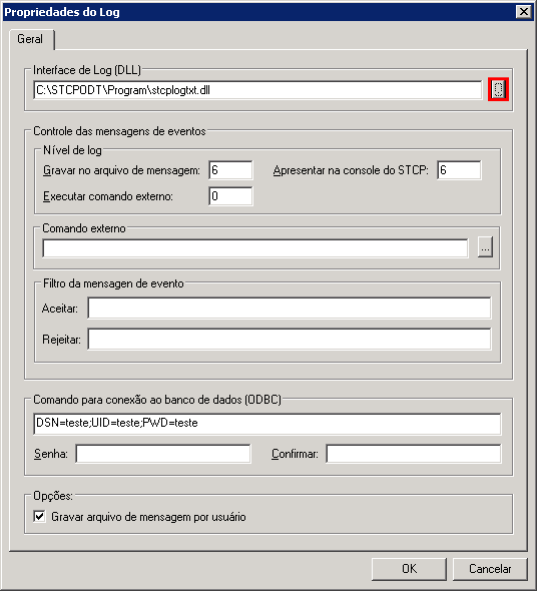 Propriedades do Log
Geral
Interface de Log (DLL)
C:\STCPODT\Program\stcplogtxt.dll
Controle das mensagens de eventos
Nível de log
Gravar no arquivo de mensagem: 6 Apresentar na console do STCP: 6
Executar comando externo: 0
Comando externo
...
Filtro da mensagen de evento
Aceitar:
Rejeitar:
Comando para conexão ao banco de dados (ODBC)
DSN=teste;UID=teste;PWD=teste
Senha: Confirmar:
Opções:
Gravar arquivo de mensagem por usuário
OK Cancelar